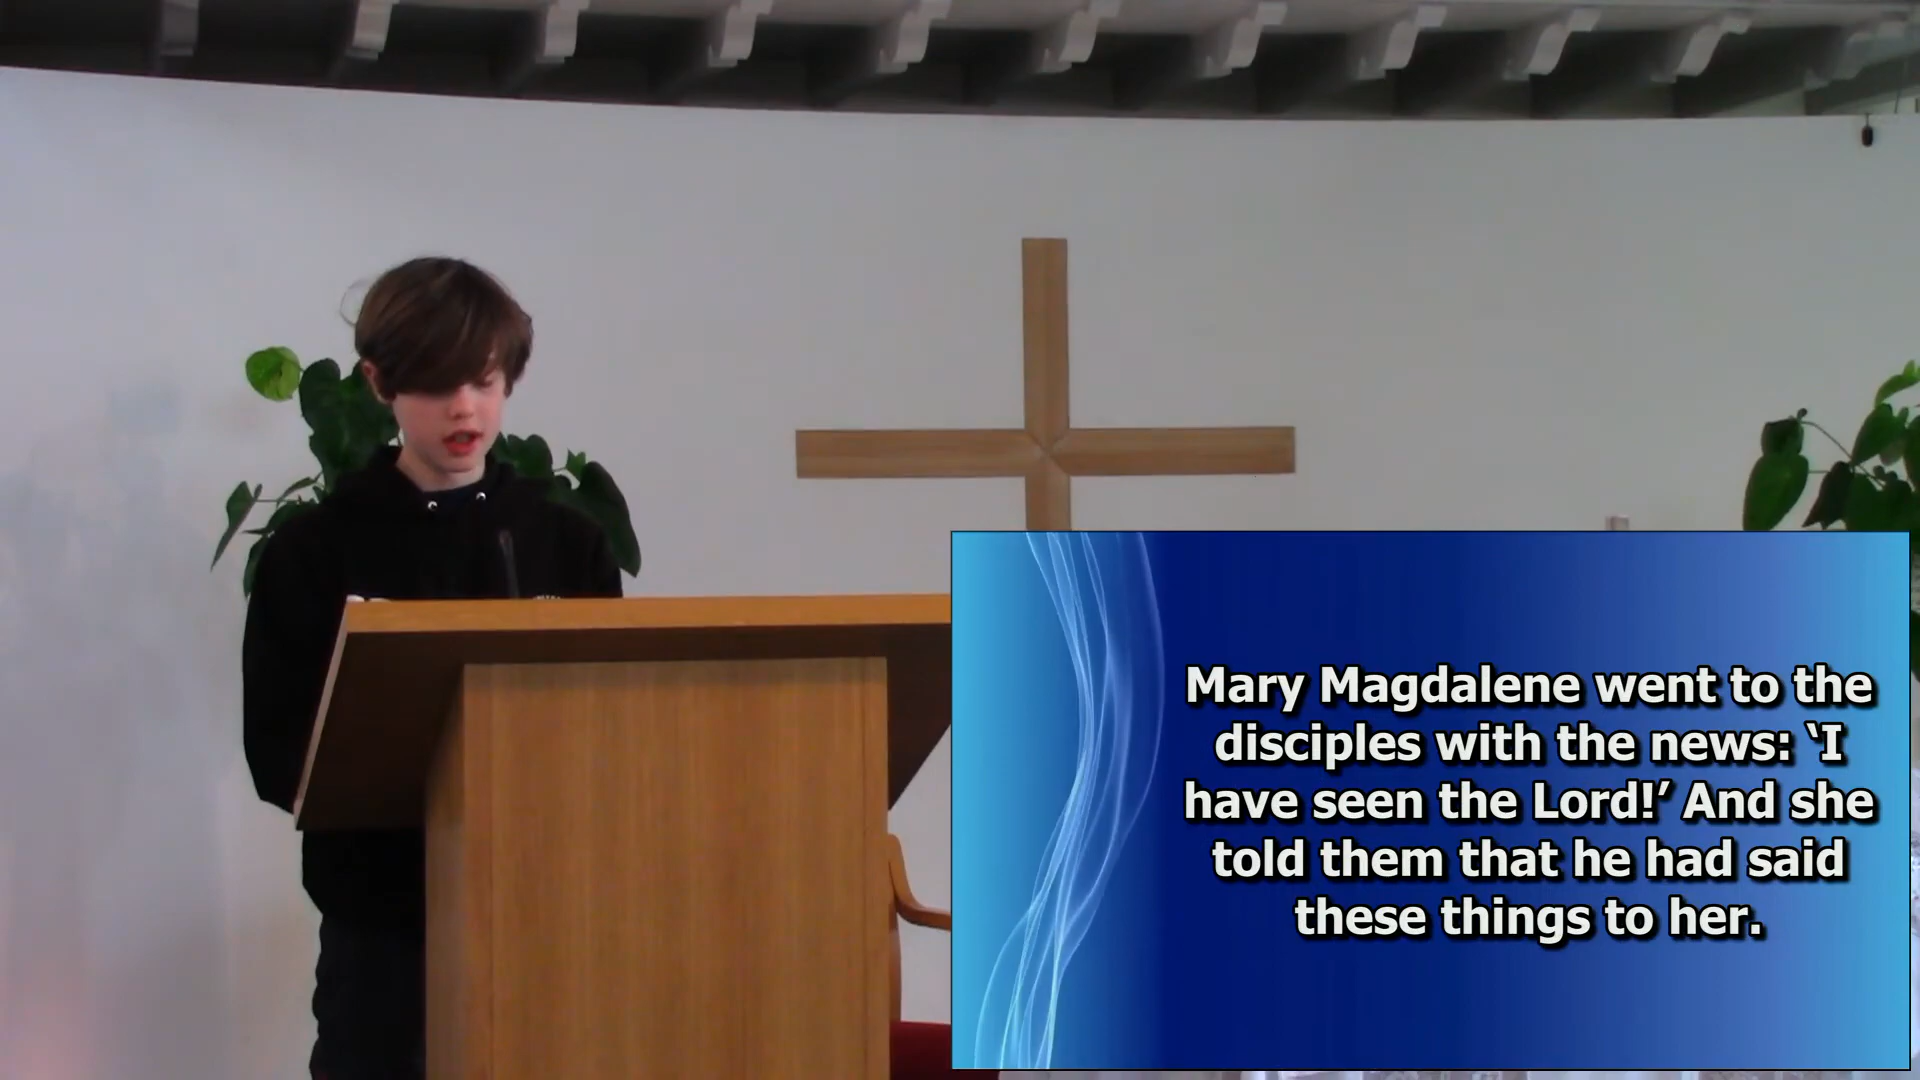 Mary Magdalene went to the
disciples with the news: ‘I
have seen the Lord!’ And she
told them that he had said
these things to her.